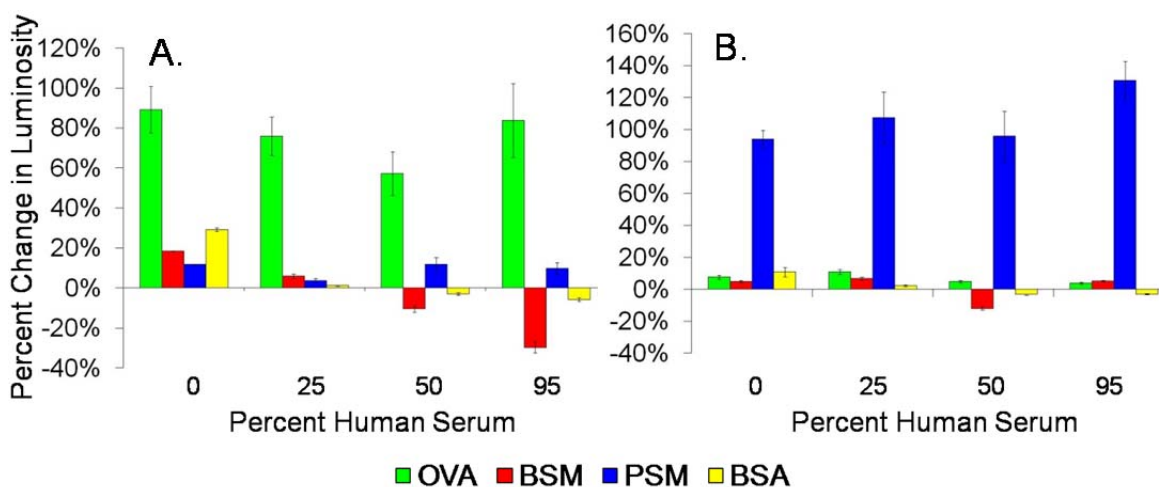 Percent Change in Luminosity
A.
120%
100%
80%
60%
40%
20%
0%
-20%
-40%
0 25 50 95
Percent Human Serum
B.
160%
140%
120%
100%
80%
60%
40%
20%
0%
-20%
-40%
0 25 50 95
Percent Human Serum
OVA BSM PSM BSA